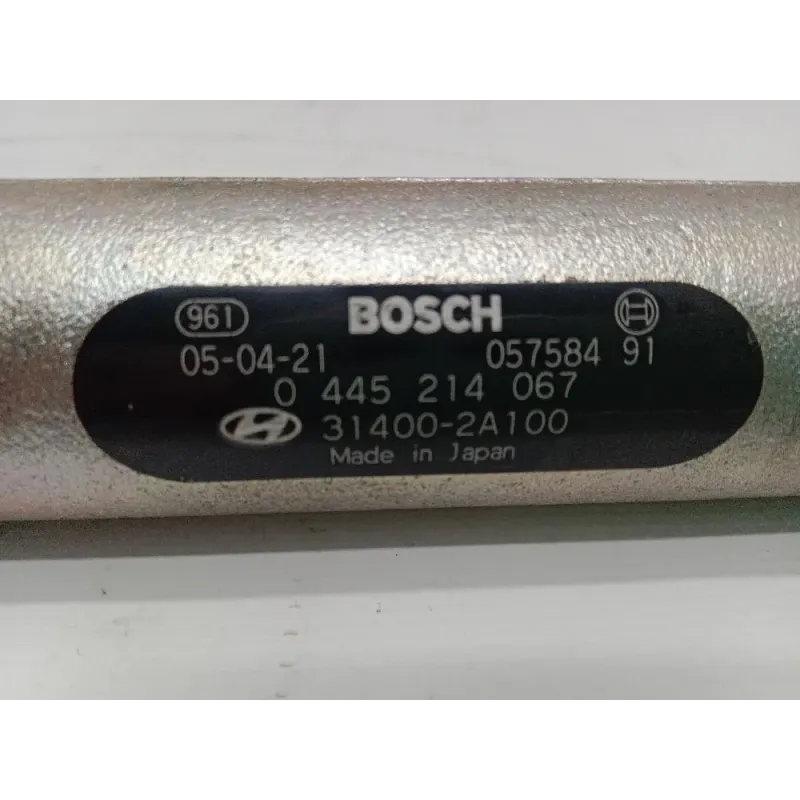 961 BOSCH
05-04-21 057584 91
0 445 214 067
31400-2A100
Made in Japan